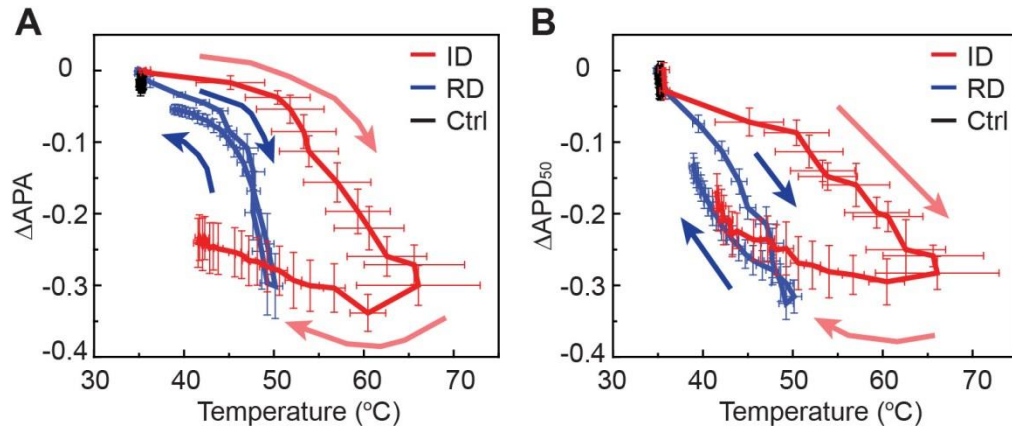 A
B
ID
RD
Ctrl
ID
RD
Ctrl
0
-0.1
-0.2
-0.3
-0.4
ΔAPA
30 40 50 60 70
Temperature (°C)
0
-0.1
-0.2
-0.3
-0.4
ΔAPD₅₀
30 40 50 60 70
Temperature (°C)